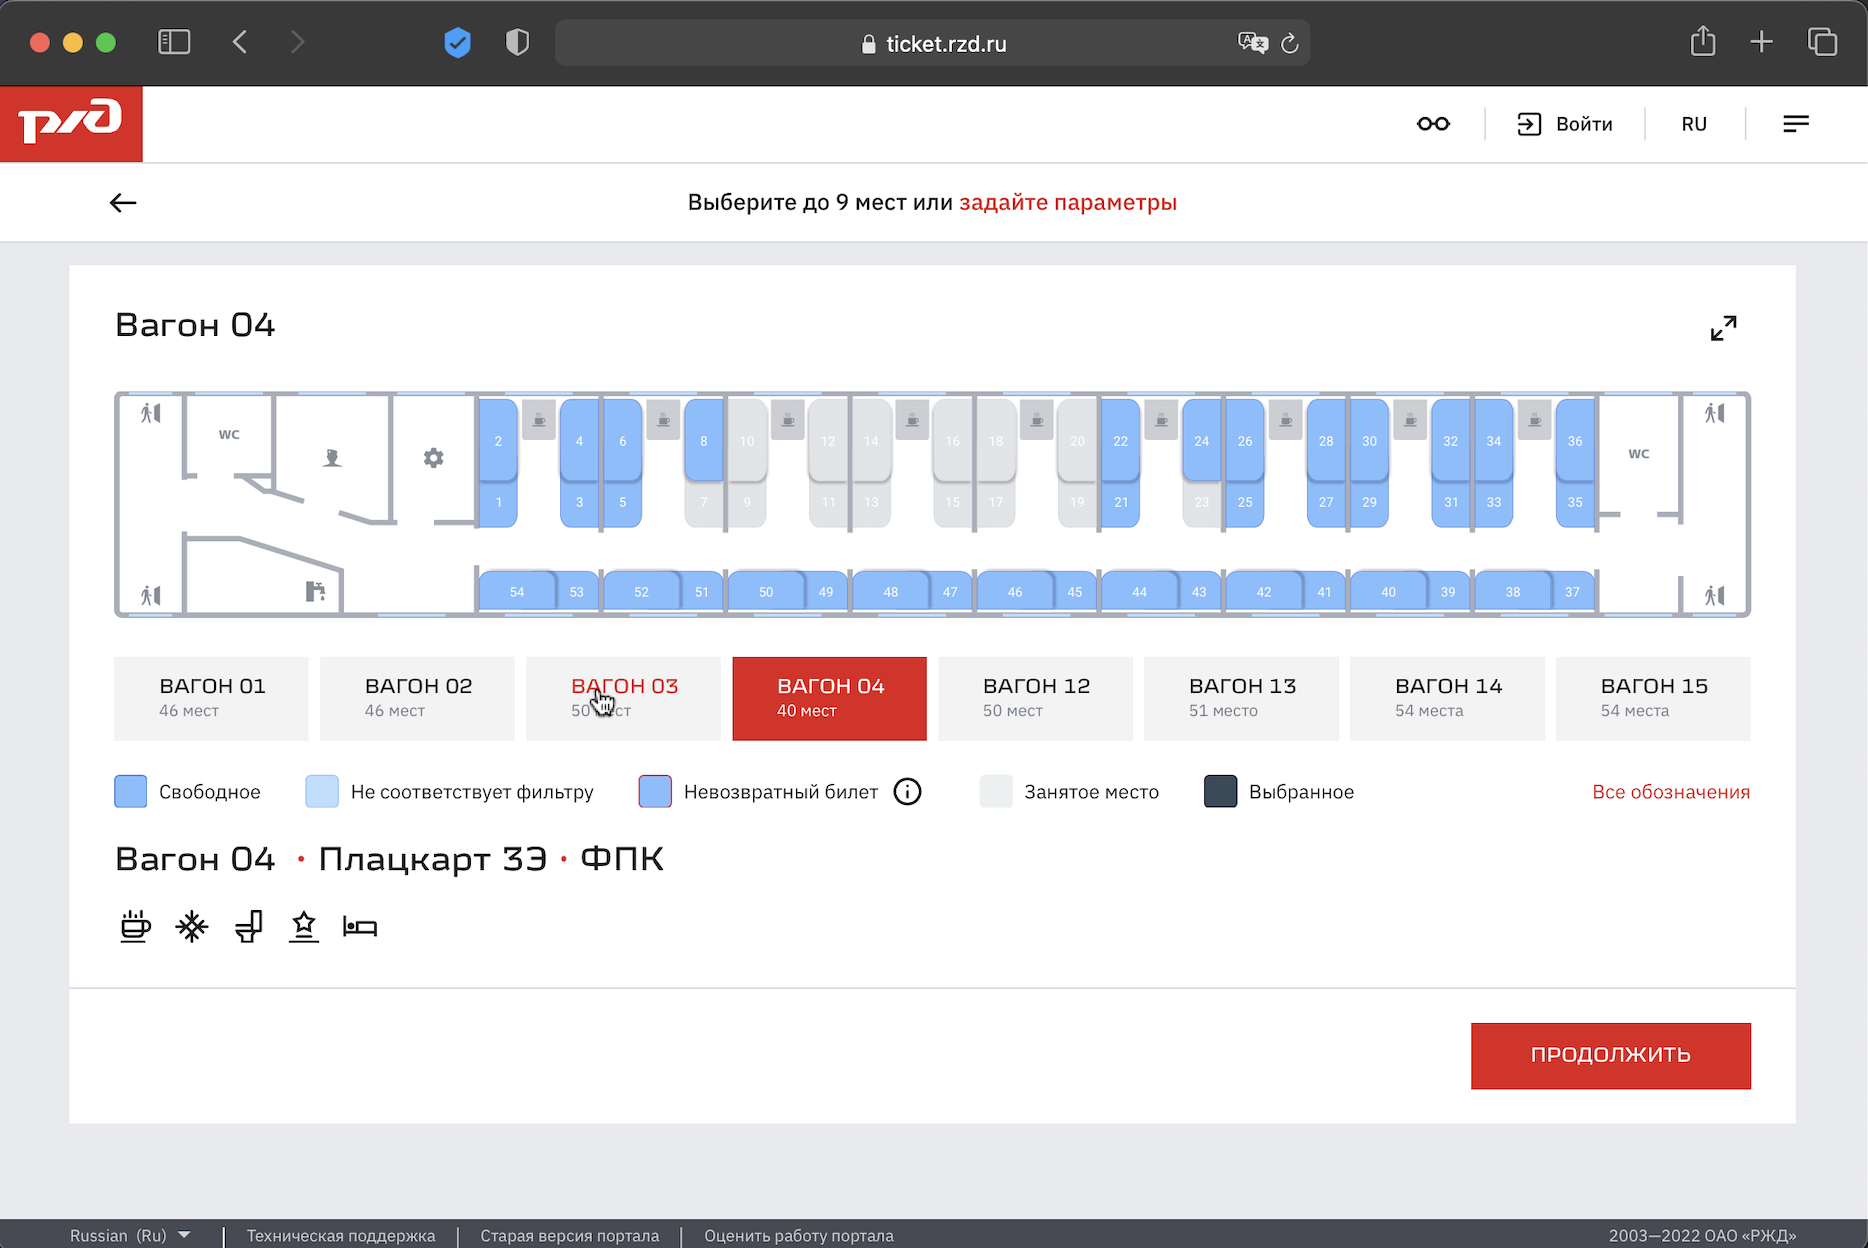 ticket.rzd.ru
РЖД
Войти
RU
Выберите до 9 мест или задайте параметры
Вагон 04
WC
2 4 6 8 10 12 14 16 18 20 22 24 26 28 30 32 34 36
WC
1 3 5 7 9 11 13 15 17 19 21 23 25 27 29 31 33 35
54 53 52 51 50 49 48 47 46 45 44 43 42 41 40 39 38 37
ВАГОН 01
46 мест
ВАГОН 02
46 мест
ВАГОН 03
50 мест
ВАГОН 04
40 мест
ВАГОН 12
50 мест
ВАГОН 13
51 место
ВАГОН 14
54 места
ВАГОН 15
54 места
Свободное
Не соответствует фильтру
Невозвратный билет
Занятое место
Выбранное
Все обозначения
Вагон 04 • Плацкарт 3Э • ФПК
ПРОДОЛЖИТЬ
Russian (Ru)
Техническая поддержка
Старая версия портала
Оценить работу портала
2003—2022 ОАО «РЖД»